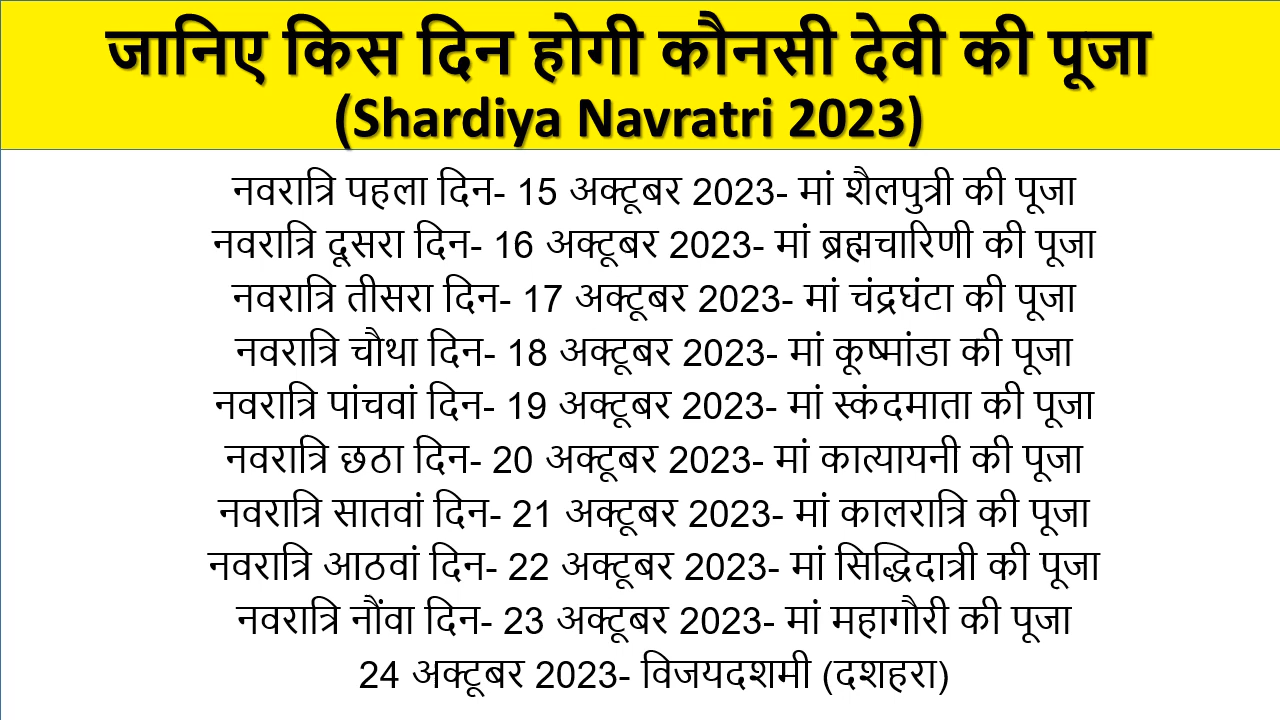 जानिए किस दिन होगी कौनसी देवी की पूजा
(Shardiya Navratri 2023)
नवरात्रि पहला दिन- 15 अक्टूबर 2023- मां शैलपुत्री की पूजा
नवरात्रि दूसरा दिन- 16 अक्टूबर 2023- मां ब्रह्मचारिणी की पूजा
नवरात्रि तीसरा दिन- 17 अक्टूबर 2023- मां चंद्रघंटा की पूजा
नवरात्रि चौथा दिन- 18 अक्टूबर 2023- मां कूष्मांडा की पूजा
नवरात्रि पांचवां दिन- 19 अक्टूबर 2023- मां स्कंदमाता की पूजा
नवरात्रि छठा दिन- 20 अक्टूबर 2023- मां कात्यायनी की पूजा
नवरात्रि सातवां दिन- 21 अक्टूबर 2023- मां कालरात्रि की पूजा
नवरात्रि आठवां दिन- 22 अक्टूबर 2023- मां सिद्धिदात्री की पूजा
नवरात्रि नौंवा दिन- 23 अक्टूबर 2023- मां महागौरी की पूजा
24 अक्टूबर 2023- विजयदशमी (दशहरा)